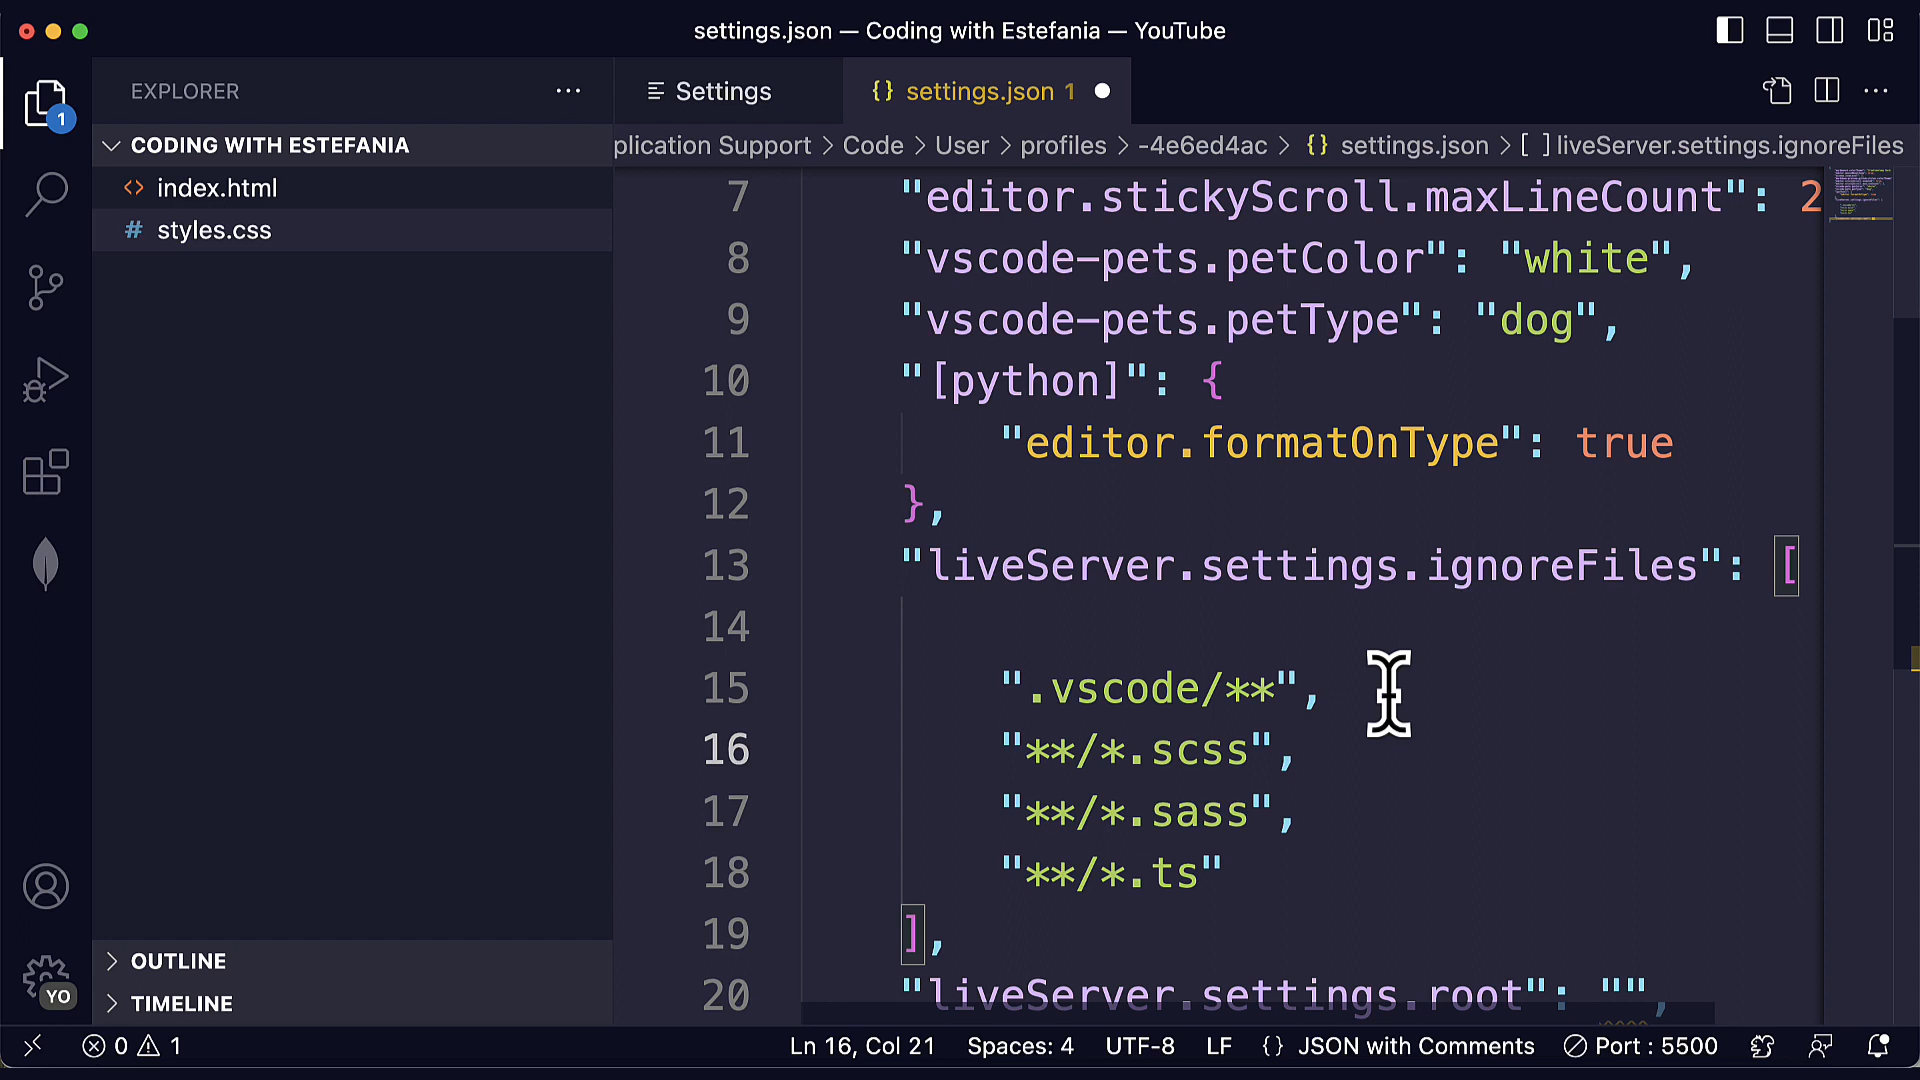 settings.json — Coding with Estefania — YouTube
EXPLORER
Settings
{} settings.json 1
1
CODING WITH ESTEFANIA
plication Support > Code > User > profiles > -4e6ed4ac > {} settings.json > [ ] liveServer.settings.ignoreFiles
<> index.html
# styles.css
7 "editor.stickyScroll.maxLineCount": 2
8 "vscode-pets.petColor": "white",
9 "vscode-pets.petType": "dog",
10 "[python]": {
11 "editor.formatOnType": true
12 },
13 "liveServer.settings.ignoreFiles": [
14
15 ".vscode/**",
16 "**/*.scss",
17 "**/*.sass",
18 "**/*.ts"
19 ],
20 "liveServer.settings.root": "",
OUTLINE
TIMELINE
YO
0 1
Ln 16, Col 21
Spaces: 4
UTF-8
LF
{} JSON with Comments
Port : 5500